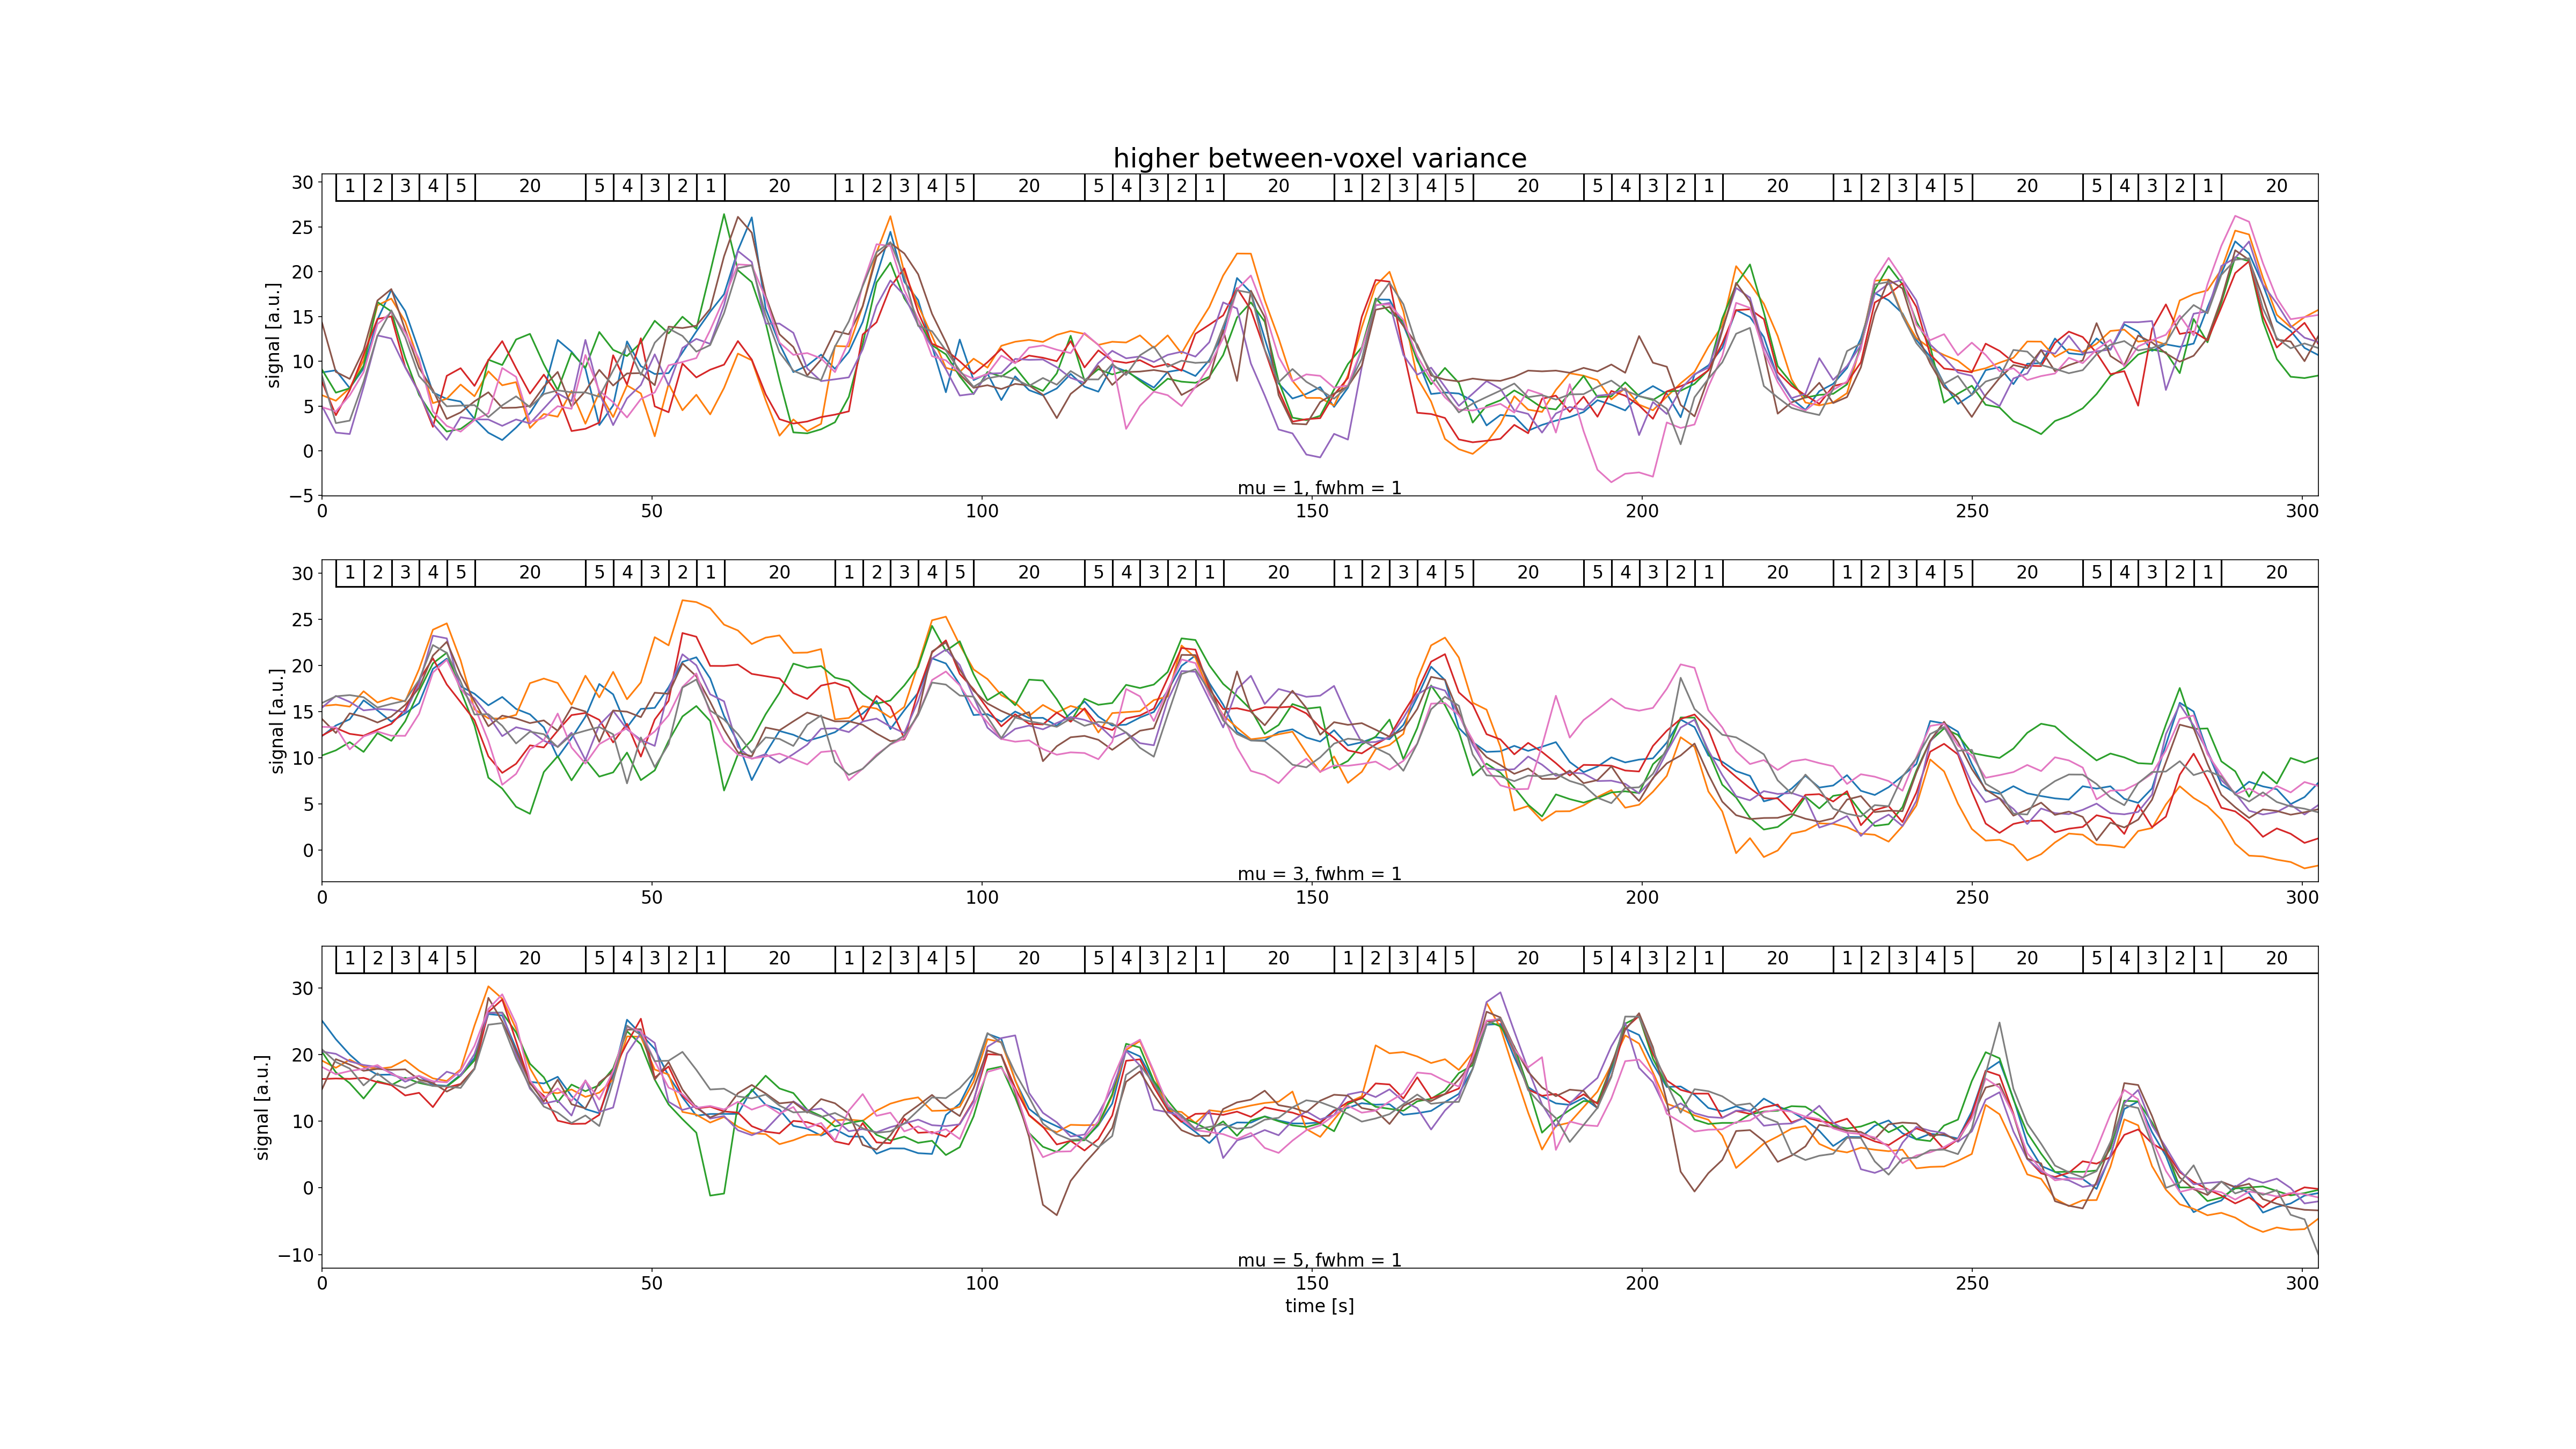 higher between-voxel variance
1 2 3 4 5 20 5 4 3 2 1 20 1 2 3 4 5 20 5 4 3 2 1 20 1 2 3 4 5 20 5 4 3 2 1 20 1 2 3 4 5 20 5 4 3 2 1 20
30
25
20
15
10
5
0
−5
signal [a.u.]
mu = 1, fwhm = 1
0 50 100 150 200 250 300
1 2 3 4 5 20 5 4 3 2 1 20 1 2 3 4 5 20 5 4 3 2 1 20 1 2 3 4 5 20 5 4 3 2 1 20 1 2 3 4 5 20 5 4 3 2 1 20
30
25
20
15
10
5
0
signal [a.u.]
mu = 3, fwhm = 1
0 50 100 150 200 250 300
1 2 3 4 5 20 5 4 3 2 1 20 1 2 3 4 5 20 5 4 3 2 1 20 1 2 3 4 5 20 5 4 3 2 1 20 1 2 3 4 5 20 5 4 3 2 1 20
30
20
10
0
−10
signal [a.u.]
mu = 5, fwhm = 1
0 50 100 150 200 250 300
time [s]